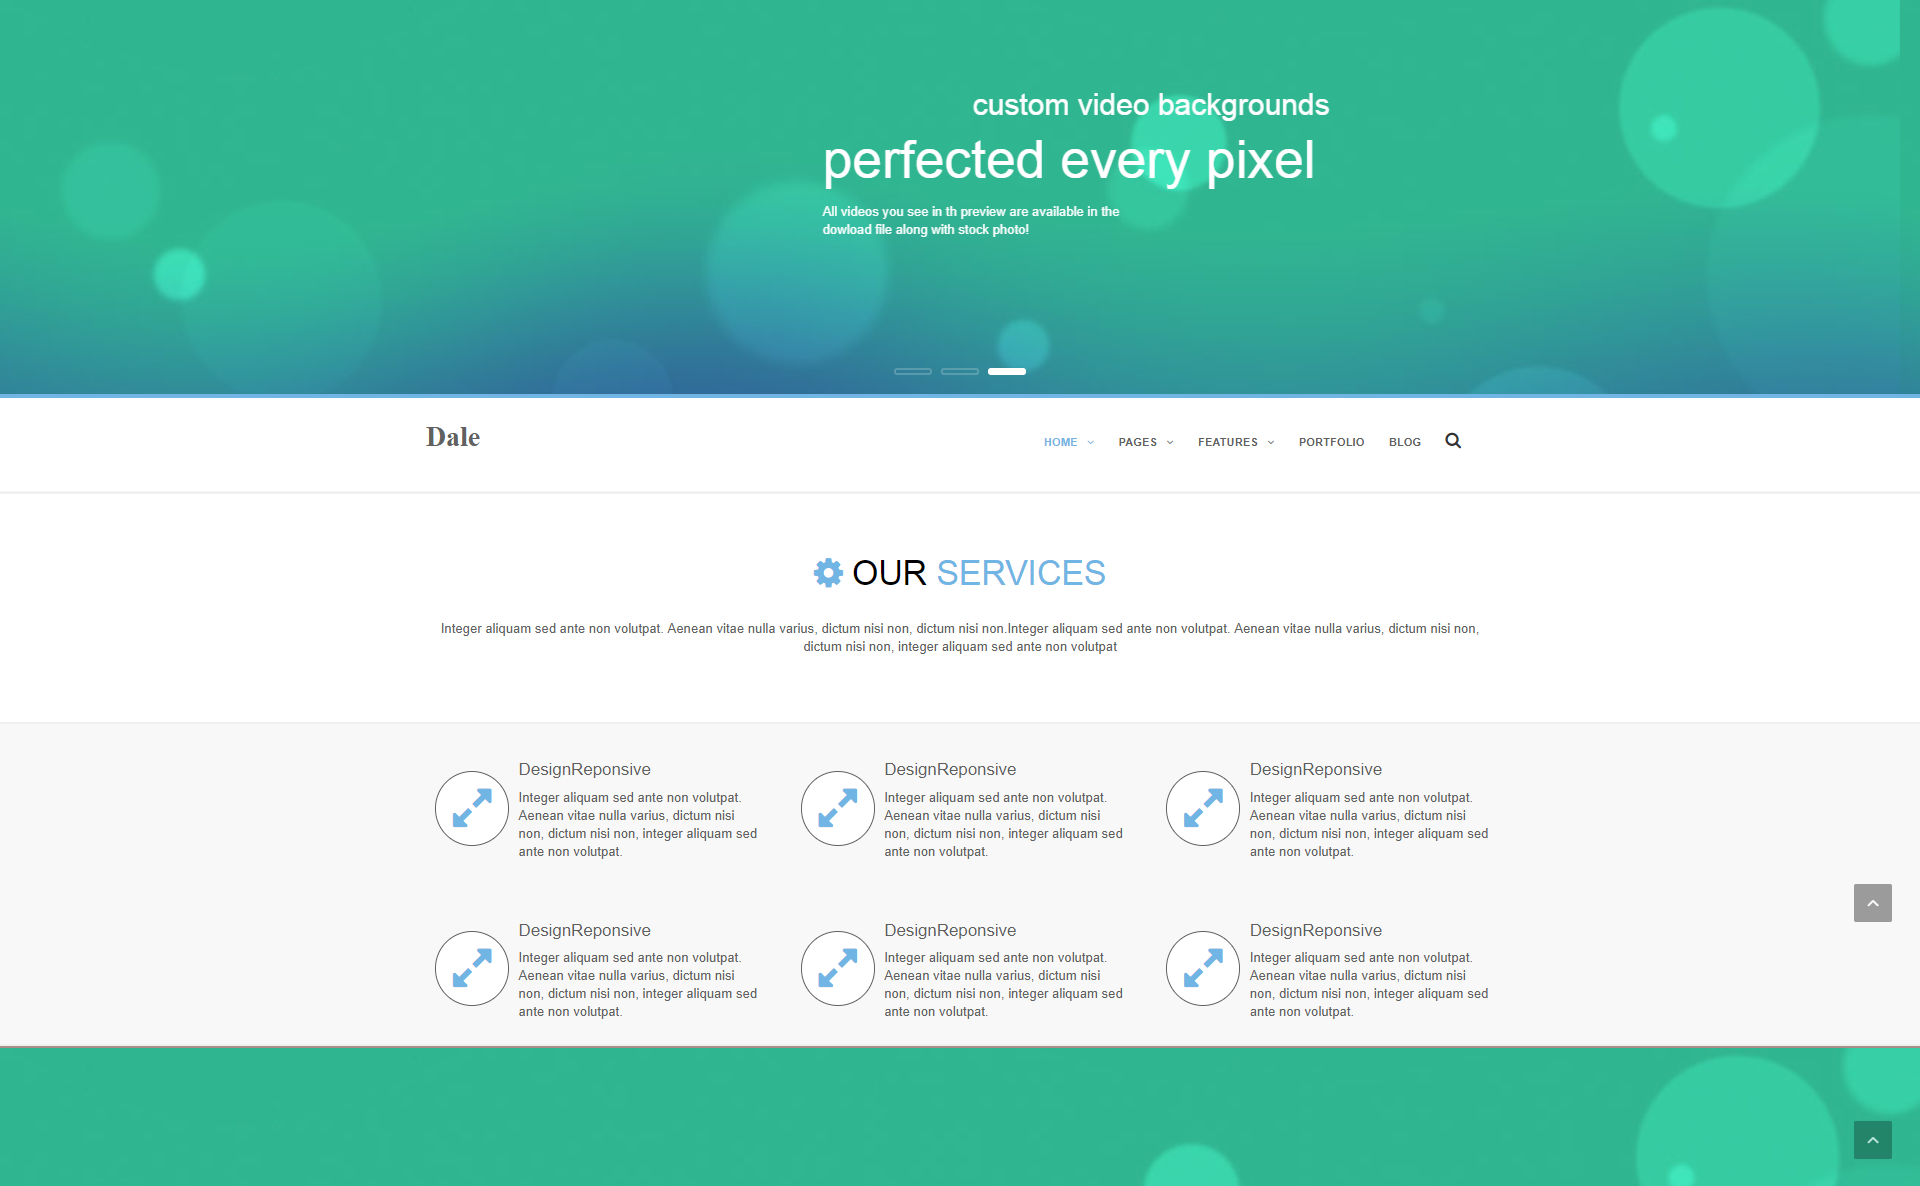 custom video backgrounds
perfected every pixel
All videos you see in th preview are available in the
dowload file along with stock photo!
Dale
HOME PAGES FEATURES PORTFOLIO BLOG
OUR SERVICES
Integer aliquam sed ante non volutpat. Aenean vitae nulla varius, dictum nisi non, dictum nisi non.Integer aliquam sed ante non volutpat. Aenean vitae nulla varius, dictum nisi non,
dictum nisi non, integer aliquam sed ante non volutpat
DesignReponsive
Integer aliquam sed ante non volutpat.
Aenean vitae nulla varius, dictum nisi
non, dictum nisi non, integer aliquam sed
ante non volutpat.
DesignReponsive
Integer aliquam sed ante non volutpat.
Aenean vitae nulla varius, dictum nisi
non, dictum nisi non, integer aliquam sed
ante non volutpat.
DesignReponsive
Integer aliquam sed ante non volutpat.
Aenean vitae nulla varius, dictum nisi
non, dictum nisi non, integer aliquam sed
ante non volutpat.
DesignReponsive
Integer aliquam sed ante non volutpat.
Aenean vitae nulla varius, dictum nisi
non, dictum nisi non, integer aliquam sed
ante non volutpat.
DesignReponsive
Integer aliquam sed ante non volutpat.
Aenean vitae nulla varius, dictum nisi
non, dictum nisi non, integer aliquam sed
ante non volutpat.
DesignReponsive
Integer aliquam sed ante non volutpat.
Aenean vitae nulla varius, dictum nisi
non, dictum nisi non, integer aliquam sed
ante non volutpat.